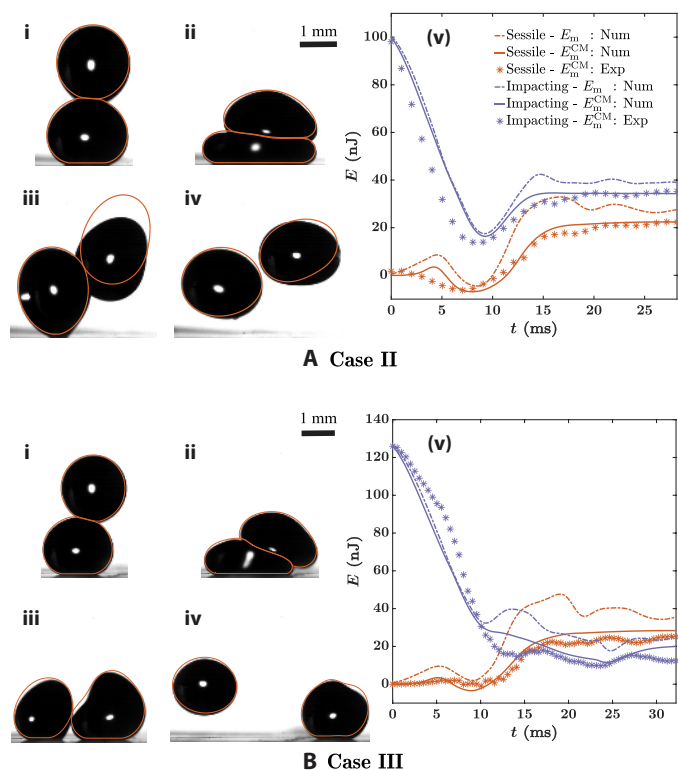 i
ii
1 mm
iii
iv
(v)
Sessile - E_m : Num
Sessile - E_m^CM: Num
Sessile - E_m^CM: Exp
Impacting - E_m : Num
Impacting - E_m^CM: Num
Impacting - E_m^CM: Exp
100
80
60
40
20
0
E (nJ)
0 5 10 15 20 25
t (ms)
A Case II
i
ii
1 mm
iii
iv
(v)
140
120
100
80
60
40
20
0
-20
E (nJ)
0 5 10 15 20 25 30
t (ms)
B Case III